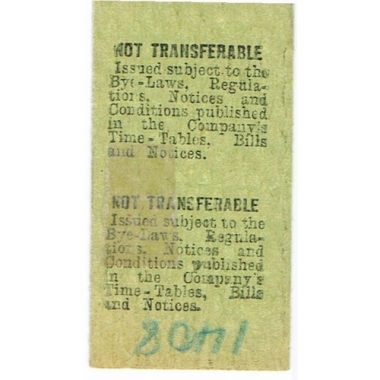 NOT TRANSFERABLE
Issued subject to the
Bye-Laws, Regula-
tions, Notices and
Conditions published
in the Company's
Time-Tables, Bills
and Notices.
NOT TRANSFERABLE
Issued subject to the
Bye-Laws, Regula-
tions, Notices and
Conditions published
in the Company's
Time-Tables, Bills
and Notices.